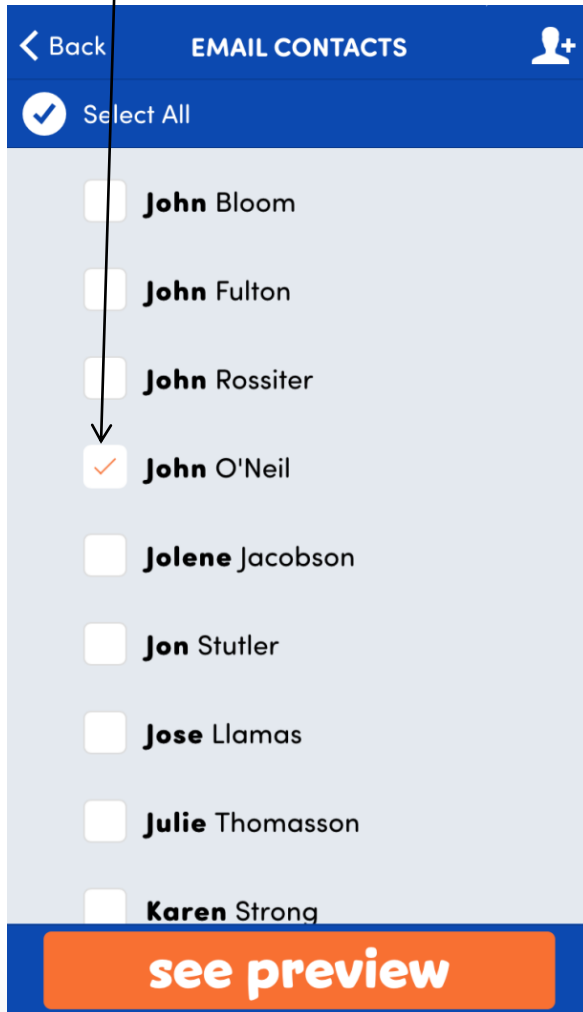 Back EMAIL CONTACTS
Select All
John Bloom
John Fulton
John Rossiter
John O'Neil
Jolene Jacobson
Jon Stutler
Jose Llamas
Julie Thomasson
Karen Strong
see preview